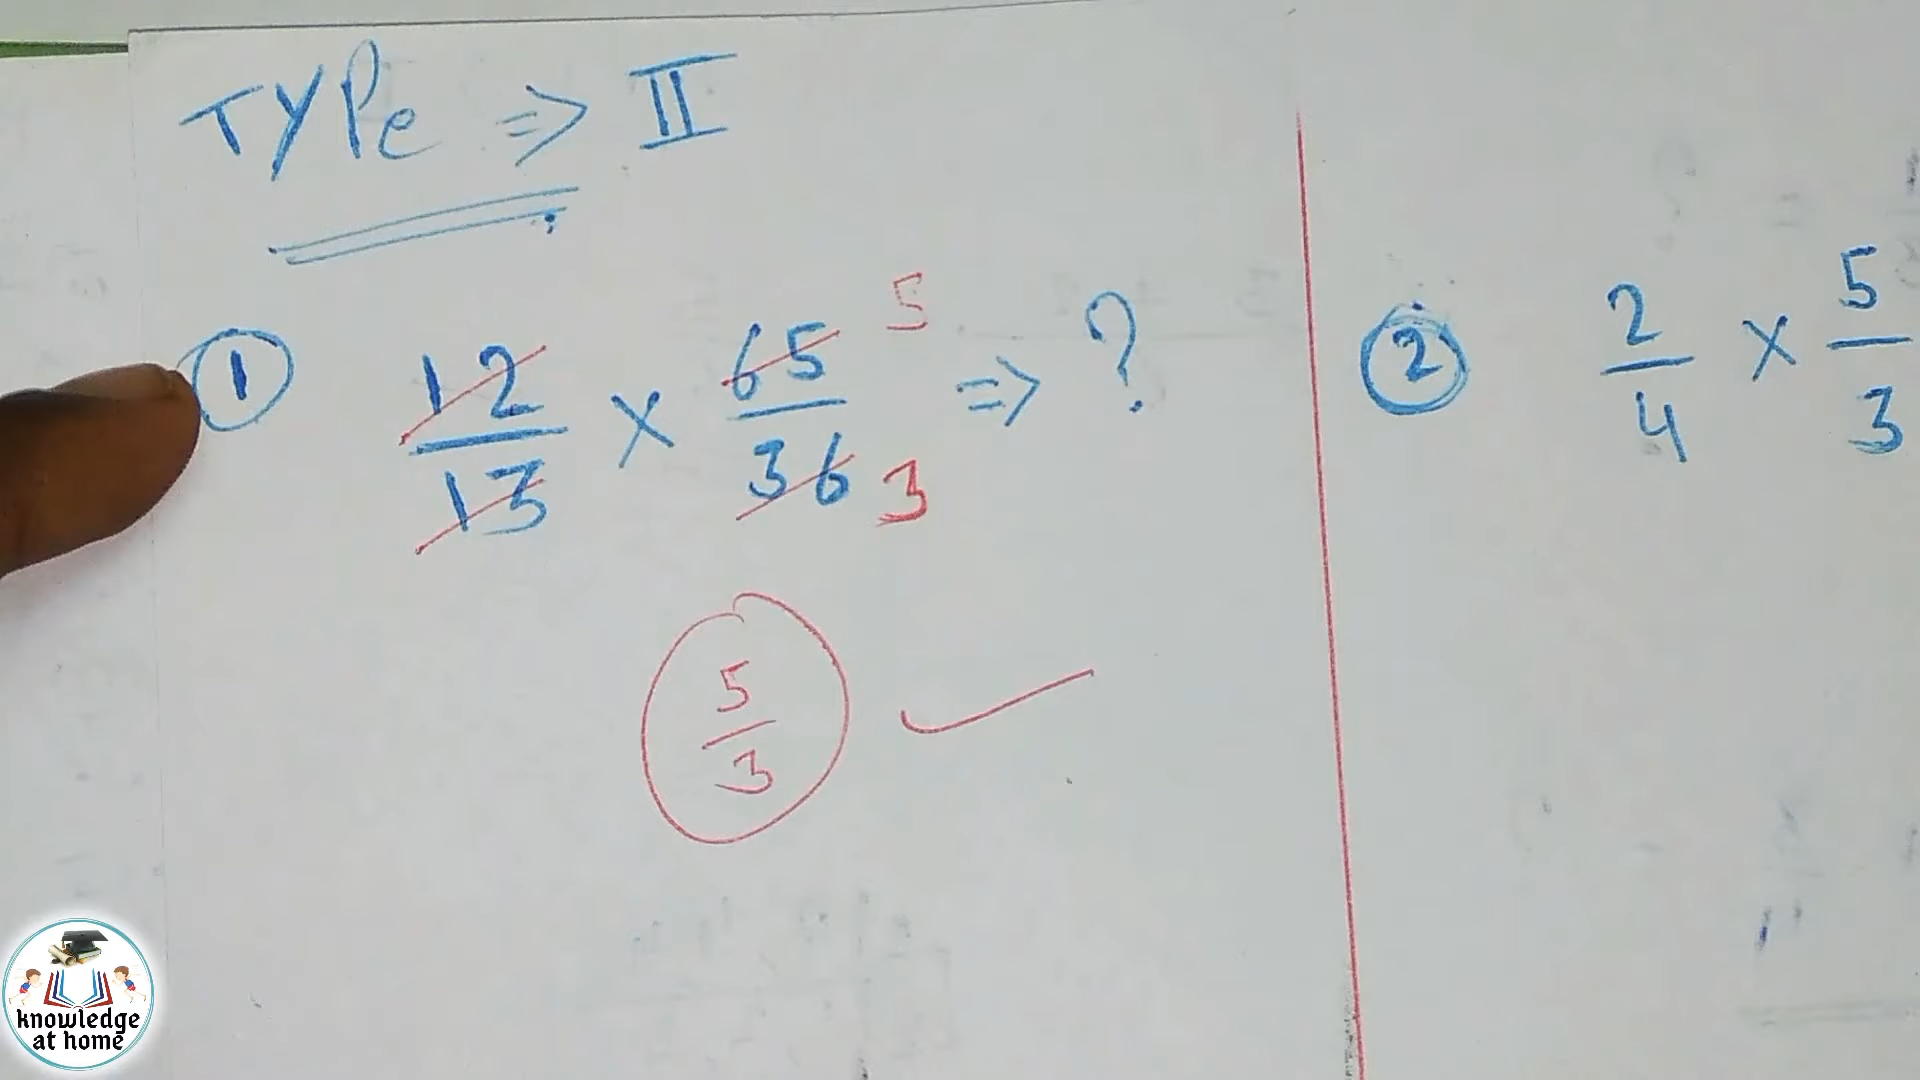 TYPe => II
1 12/13 × 65/36 => ?
5
3
5/3
2 2/4 × 5/3
knowledge
at home